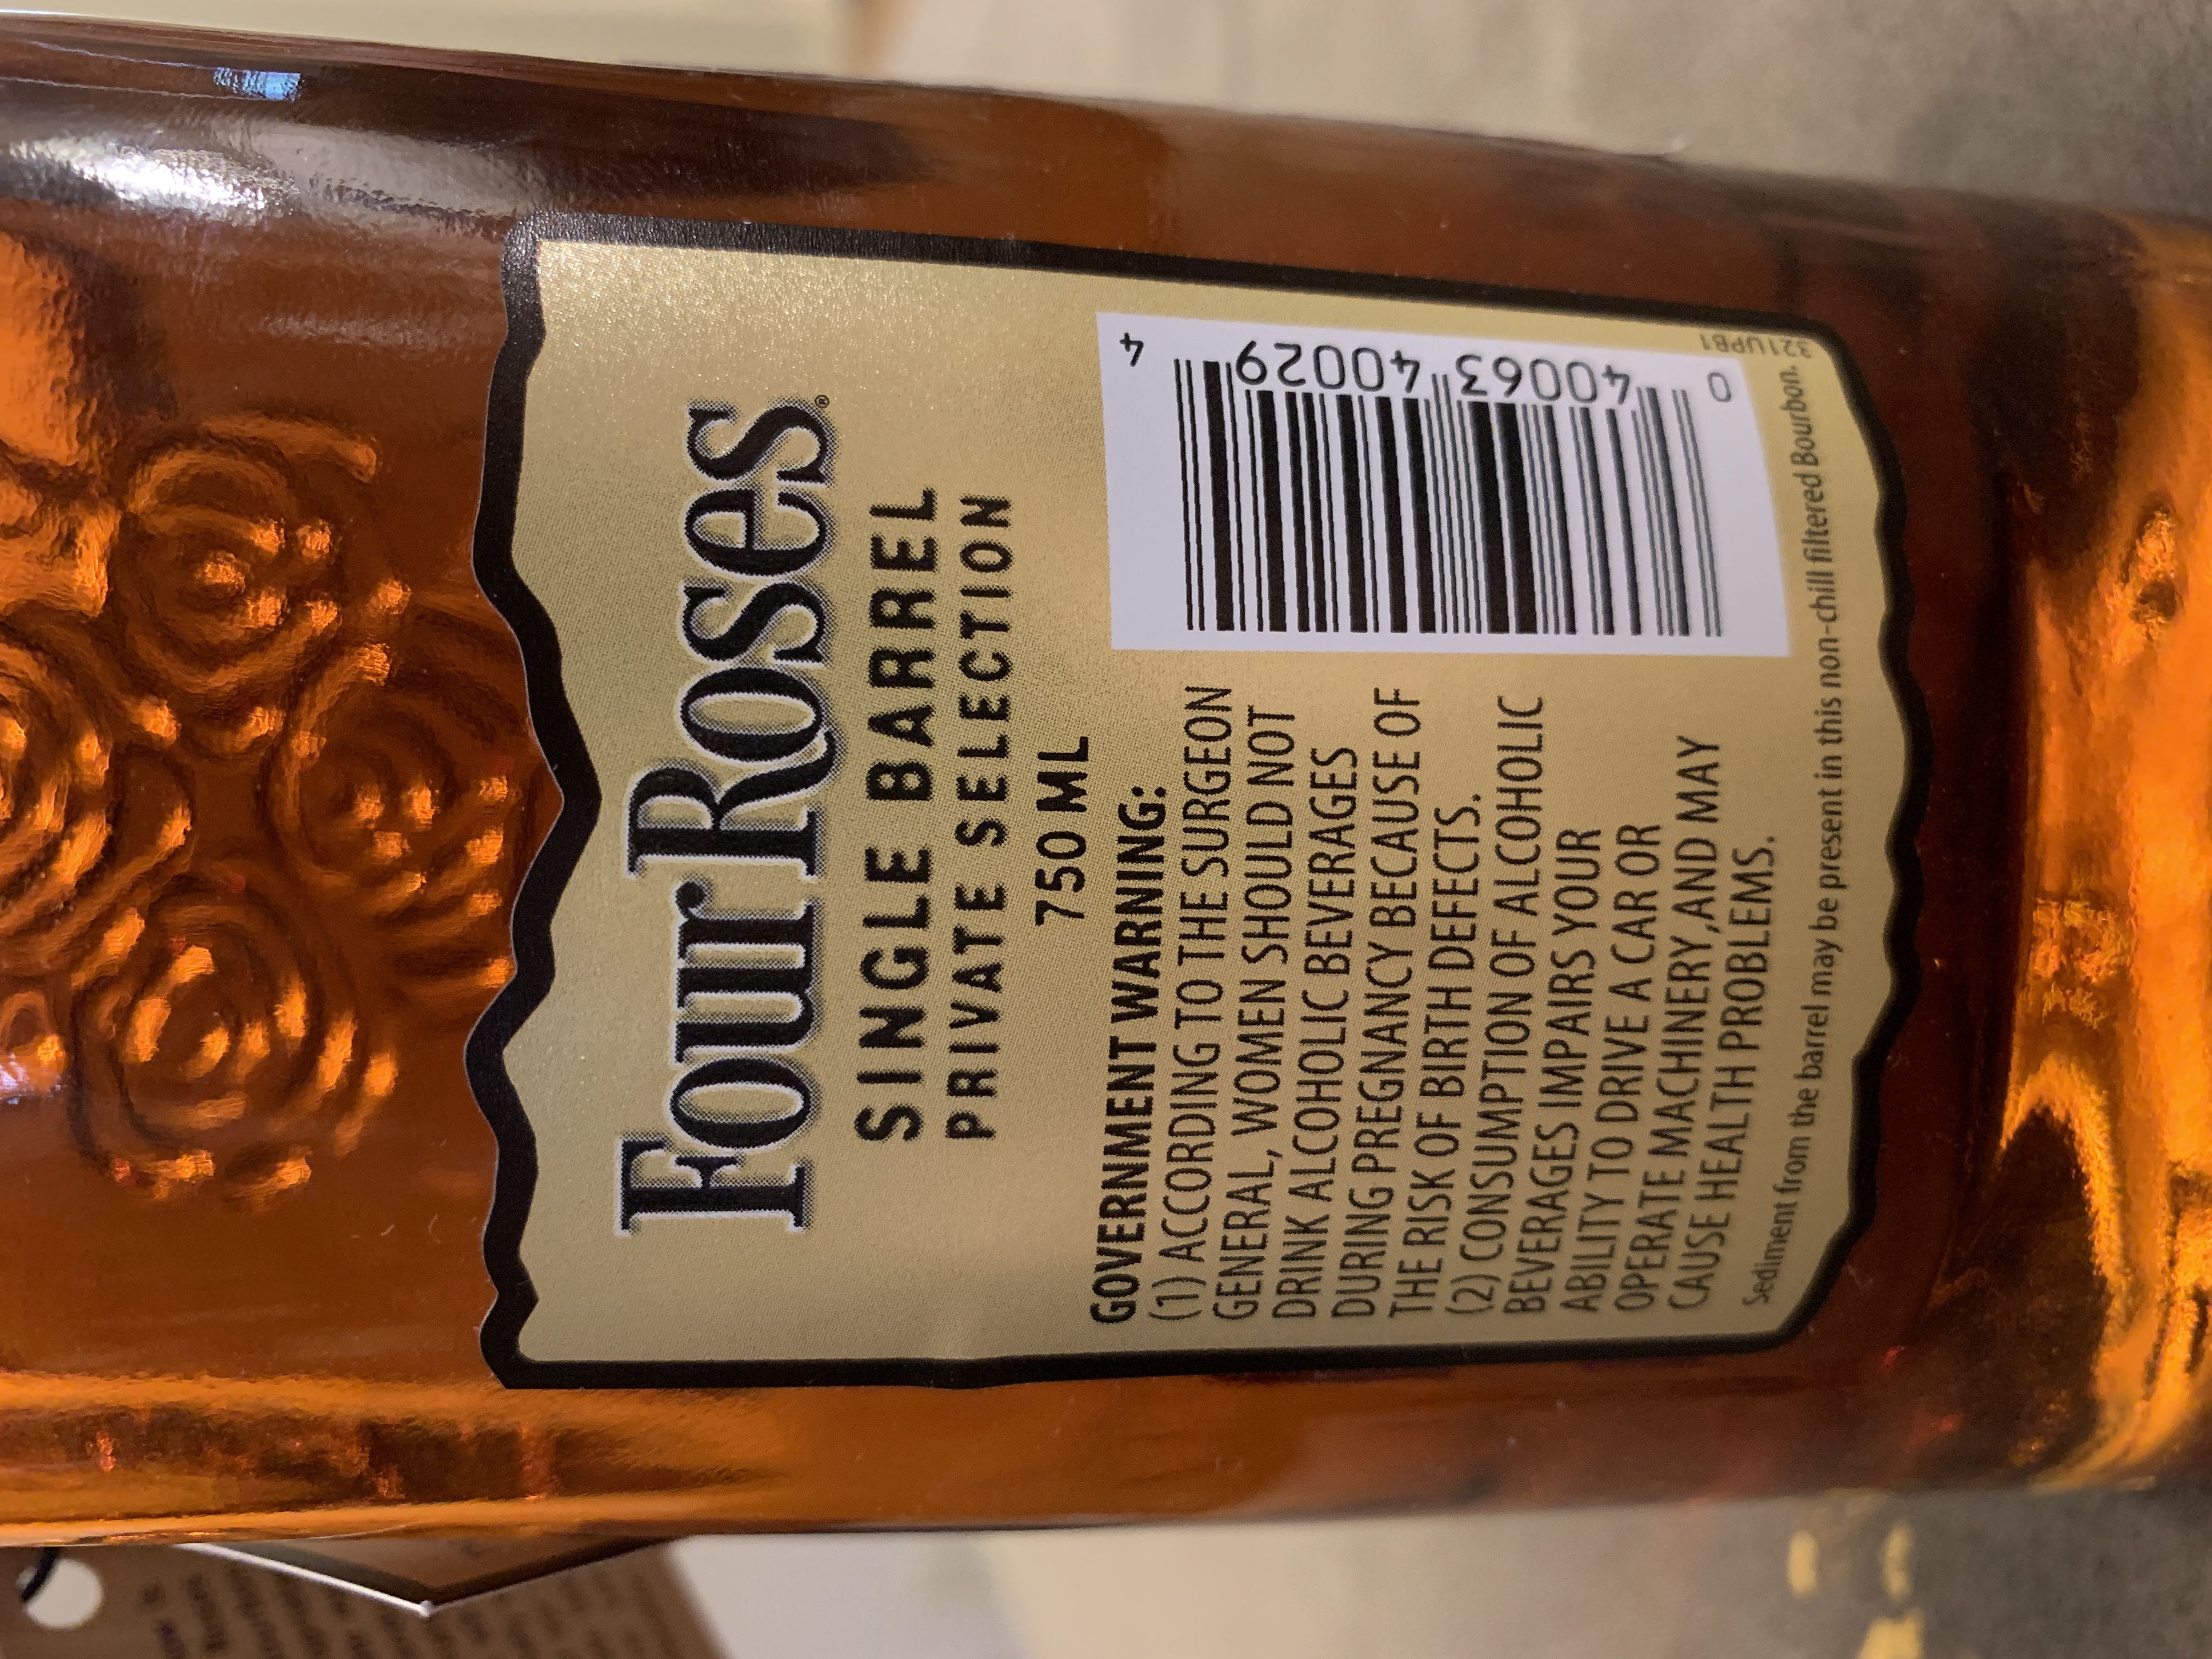 Four Roses®
SINGLE BARREL
PRIVATE SELECTION
750 ML
GOVERNMENT WARNING:
(1) ACCORDING TO THE SURGEON
GENERAL, WOMEN SHOULD NOT
DRINK ALCOHOLIC BEVERAGES
DURING PREGNANCY BECAUSE OF
THE RISK OF BIRTH DEFECTS.
(2) CONSUMPTION OF ALCOHOLIC
BEVERAGES IMPAIRS YOUR
ABILITY TO DRIVE A CAR OR
OPERATE MACHINERY, AND MAY
CAUSE HEALTH PROBLEMS.
0 40063 40029 4
321UPB1
Sediment from the barrel may be present in this non-chill filtered Bourbon.